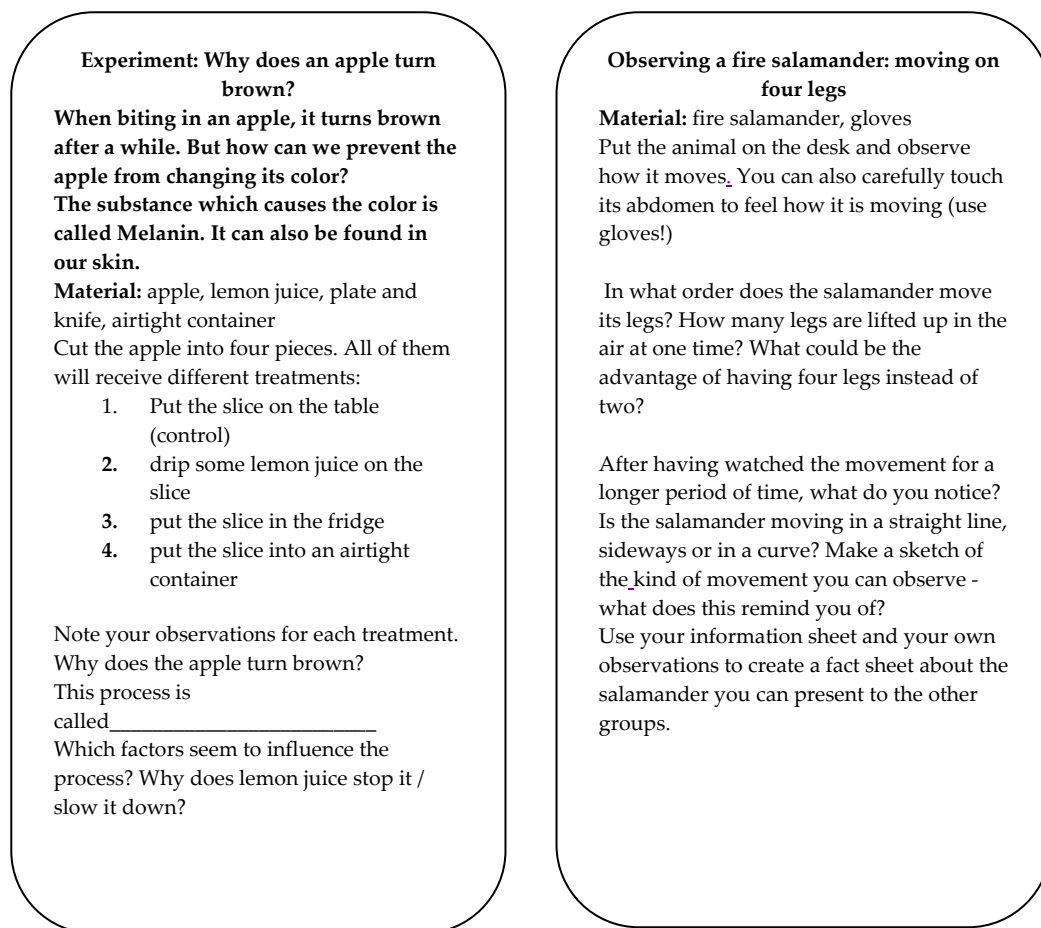 Experiment: Why does an apple turn
brown?
When biting in an apple, it turns brown
after a while. But how can we prevent the
apple from changing its color?
The substance which causes the color is
called Melanin. It can also be found in
our skin.
Material: apple, lemon juice, plate and
knife, airtight container
Cut the apple into four pieces. All of them
will receive different treatments:
1. Put the slice on the table
(control)
2. drip some lemon juice on the
slice
3. put the slice in the fridge
4. put the slice into an airtight
container
Note your observations for each treatment.
Why does the apple turn brown?
This process is
called_________________________
Which factors seem to influence the
process? Why does lemon juice stop it /
slow it down?
Observing a fire salamander: moving on
four legs
Material: fire salamander, gloves
Put the animal on the desk and observe
how it moves. You can also carefully touch
its abdomen to feel how it is moving (use
gloves!)
In what order does the salamander move
its legs? How many legs are lifted up in the
air at one time? What could be the
advantage of having four legs instead of
two?
After having watched the movement for a
longer period of time, what do you notice?
Is the salamander moving in a straight line,
sideways or in a curve? Make a sketch of
the kind of movement you can observe -
what does this remind you of?
Use your information sheet and your own
observations to create a fact sheet about the
salamander you can present to the other
groups.